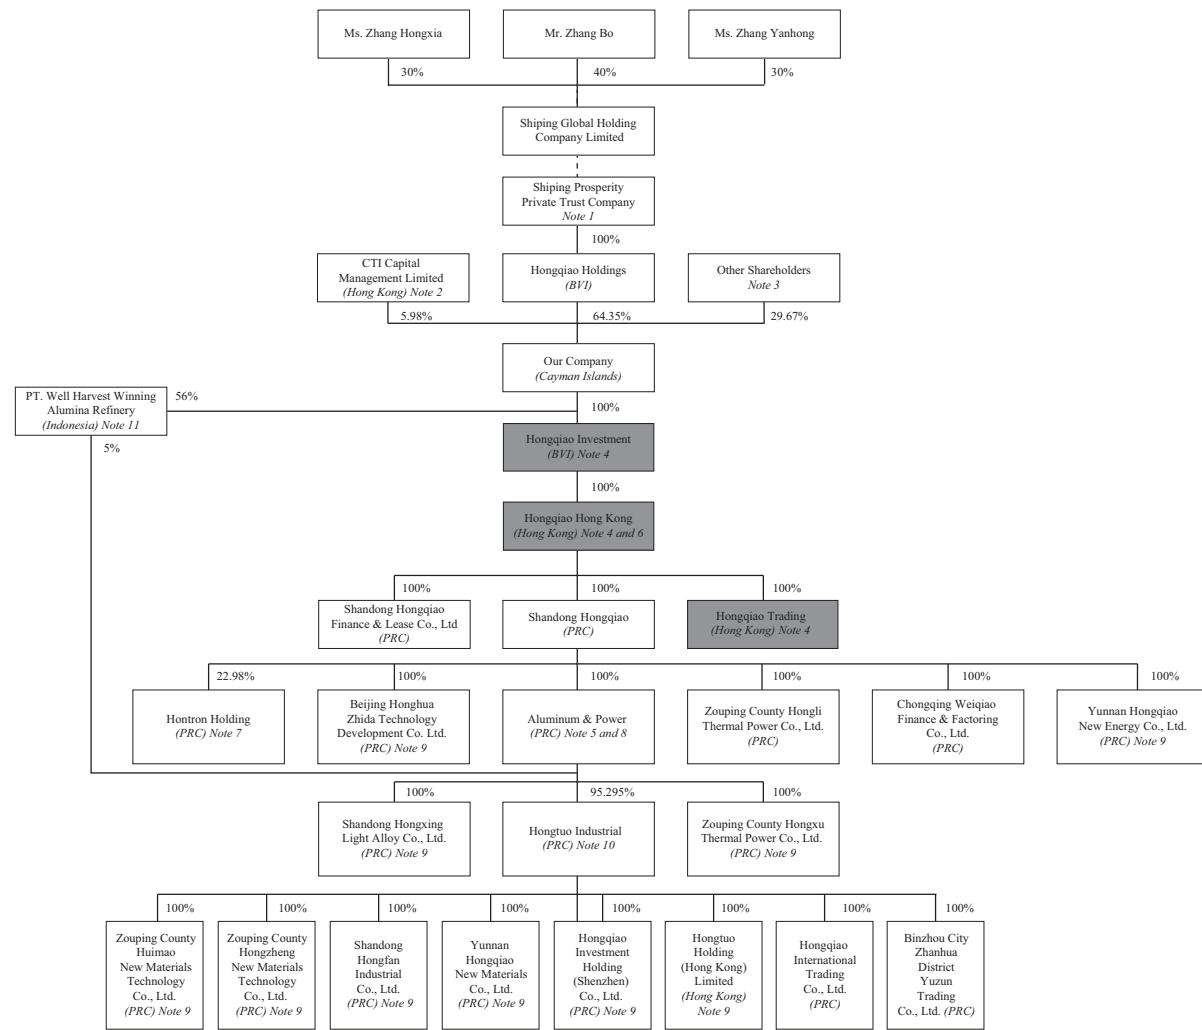 Ms. Zhang Hongxia
Mr. Zhang Bo
Ms. Zhang Yanhong
30%
40%
30%
Shiping Global Holding
Company Limited
Shiping Prosperity
Private Trust Company
Note 1
100%
CTI Capital
Management Limited
(Hong Kong) Note 2
Hongqiao Holdings
(BVI)
Other Shareholders
Note 3
5.98%
64.35%
29.67%
Our Company
(Cayman Islands)
PT. Well Harvest Winning
Alumina Refinery
(Indonesia) Note 11
56%
5%
100%
Hongqiao Investment
(BVI) Note 4
100%
Hongqiao Hong Kong
(Hong Kong) Note 4 and 6
100%
100%
100%
Shandong Hongqiao
Finance & Lease Co., Ltd
(PRC)
Shandong Hongqiao
(PRC)
Hongqiao Trading
(Hong Kong) Note 4
22.98%
100%
100%
100%
100%
100%
Hontron Holding
(PRC) Note 7
Beijing Honghua
Zhida Technology
Development Co. Ltd.
(PRC) Note 9
Aluminum & Power
(PRC) Note 5 and 8
Zouping County Hongli
Thermal Power Co., Ltd.
(PRC)
Chongqing Weiqiao
Finance & Factoring
Co., Ltd.
(PRC)
Yunnan Hongqiao
New Energy Co., Ltd.
(PRC) Note 9
100%
95.295%
100%
Shandong Hongxing
Light Alloy Co., Ltd.
(PRC) Note 9
Hongtuo Industrial
(PRC) Note 10
Zouping County Hongxu
Thermal Power Co., Ltd.
(PRC) Note 9
100%
100%
100%
100%
100%
100%
100%
100%
Zouping County
Huimao
New Materials
Technology
Co., Ltd.
(PRC) Note 9
Zouping County
Hongzheng
New Materials
Technology
Co., Ltd.
(PRC) Note 9
Shandong
Hongfan
Industrial
Co., Ltd.
(PRC) Note 9
Yunnan
Hongqiao
New Materials
Co., Ltd.
(PRC) Note 9
Hongqiao
Investment
Holding
(Shenzhen)
Co., Ltd.
(PRC) Note 9
Hongtuo
Holding
(Hong Kong)
Limited
(Hong Kong)
Note 9
Hongqiao
International
Trading
Co., Ltd.
(PRC)
Binzhou City
Zhanhua
District
Yuzun
Trading
Co., Ltd. (PRC)